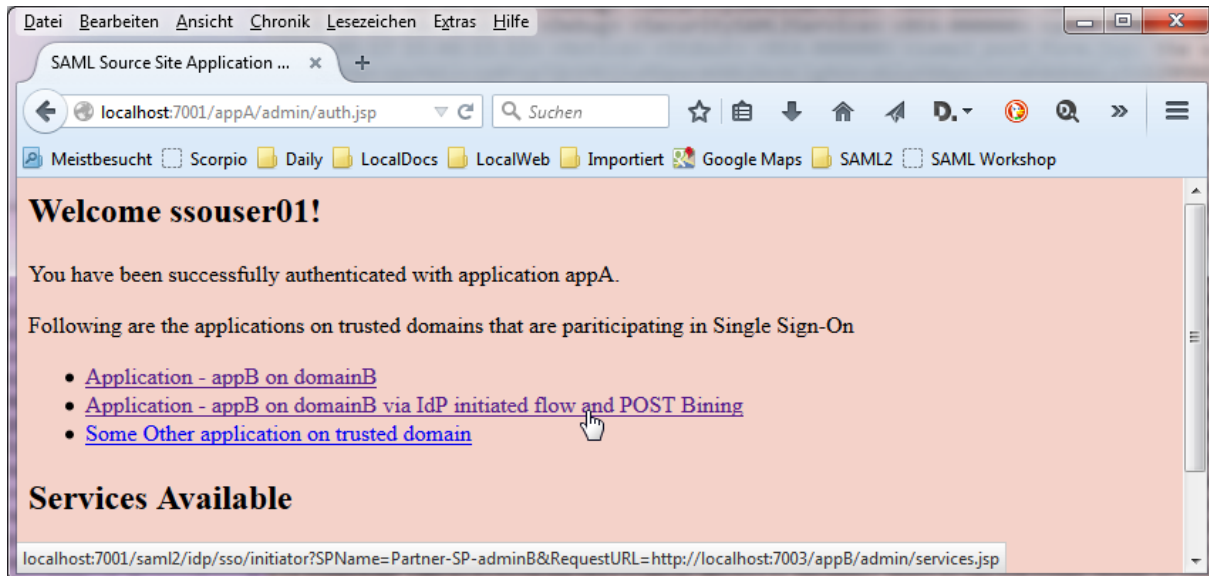 Datei Bearbeiten Ansicht Chronik Lesezeichen Extras Hilfe
SAML Source Site Application ...
localhost:7001/appA/admin/auth.jsp Suchen D.
Meistbesucht Scorpio Daily LocalDocs LocalWeb Importiert Google Maps SAML2 SAML Workshop
Welcome ssouser01!
You have been successfully authenticated with application appA.
Following are the applications on trusted domains that are pariticipating in Single Sign-On
Application - appB on domainB
Application - appB on domainB via IdP initiated flow and POST Bining
Some Other application on trusted domain
Services Available
localhost:7001/saml2/idp/sso/initiator?SPName=Partner-SP-adminB&RequestURL=http://localhost:7003/appB/admin/services.jsp